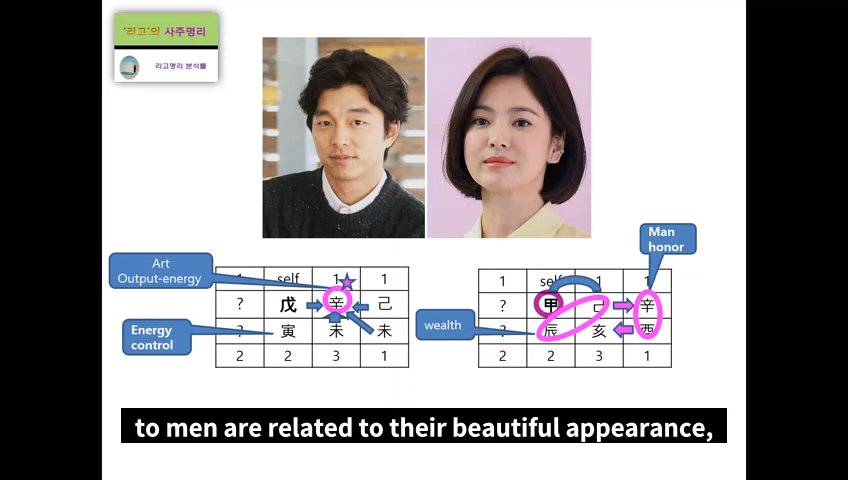 '리고'의 사주명리
리고명리 분석틀
Man
honor
Art
Output-energy
self 1 1
? 戊 辛 己
寅 未 未
2 2 3 1
Energy
control
1 self 1 1
? 甲 己 辛
辰 亥 酉
2 2 3 1
wealth
to men are related to their beautiful appearance,